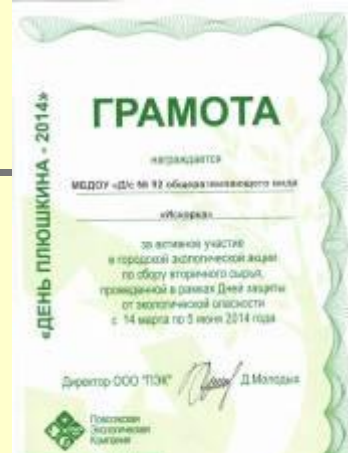 «ДЕНЬ ПЛЮШКИНА - 2014»
ГРАМОТА
награждается
МБДОУ «Д/с № 92 общеразвивающего вида
«Искорка»
за активное участие
в городской экологической акции
по сбору вторичного сырья,
проведенной в рамках Дней защиты
от экологической опасности
с 14 марта по 5 июня 2014 года
Директор ООО "ПЭК"
Д.Молодых
Экологическая
Компания